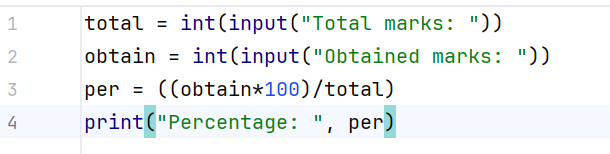 1 total = int(input("Total marks: "))
2 obtain = int(input("Obtained marks: "))
3 per = ((obtain*100)/total)
4 print("Percentage: ", per)